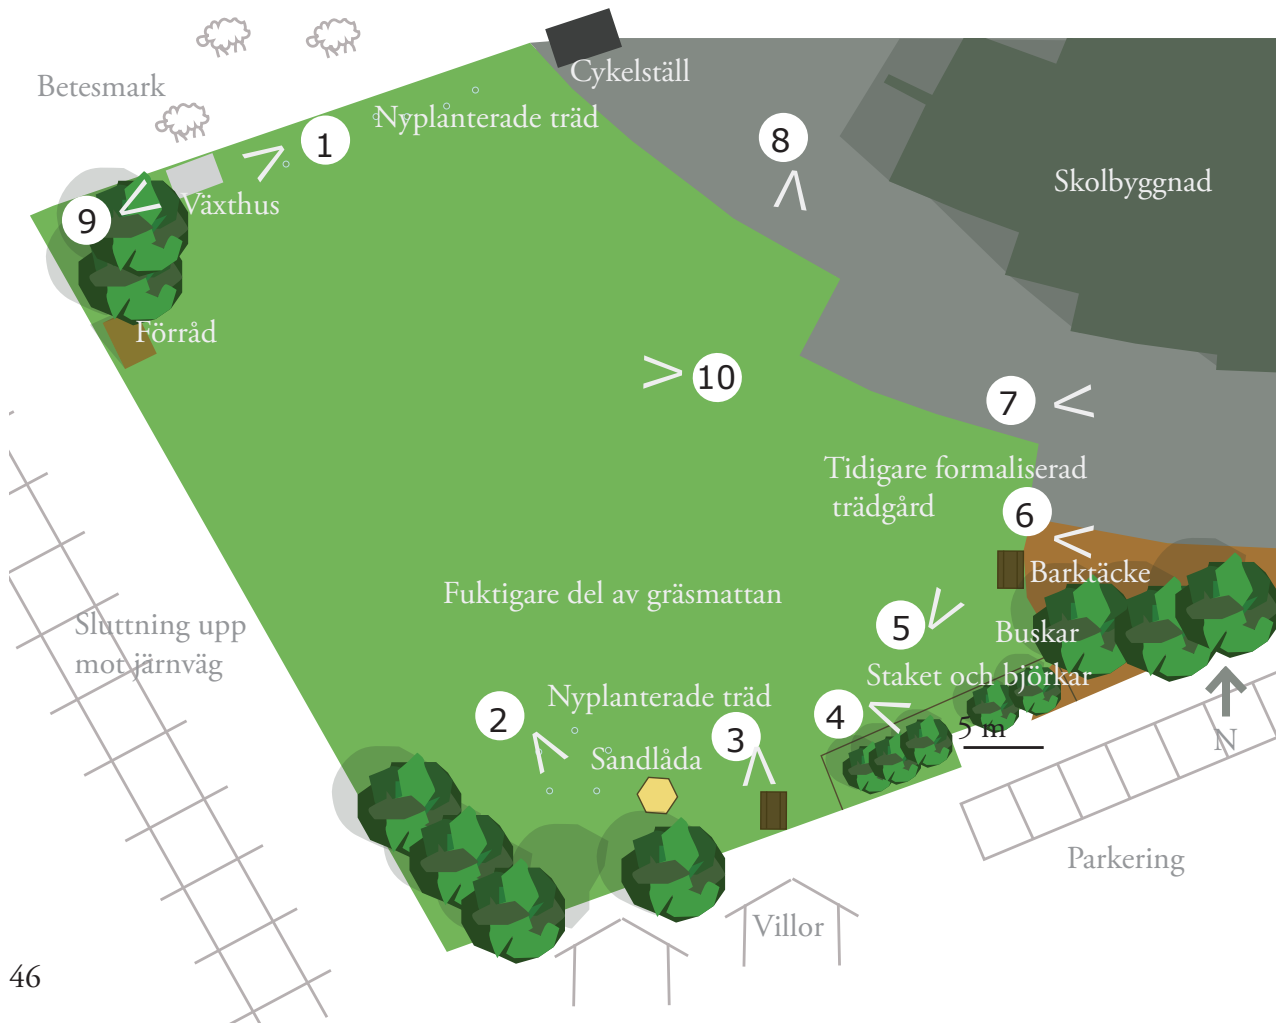 Cykelställ
Betesmark
Nyplanterade träd
1
8
Skolbyggnad
9
Växthus
Förråd
10
7
Tidigare formaliserad
trädgård
6
Barktäcke
Fuktigare del av gräsmattan
5
Buskar
Sluttning upp
mot järnväg
Staket och björkar
Nyplanterade träd
2
3
4
5 m
N
Sandlåda
Parkering
Villor
46